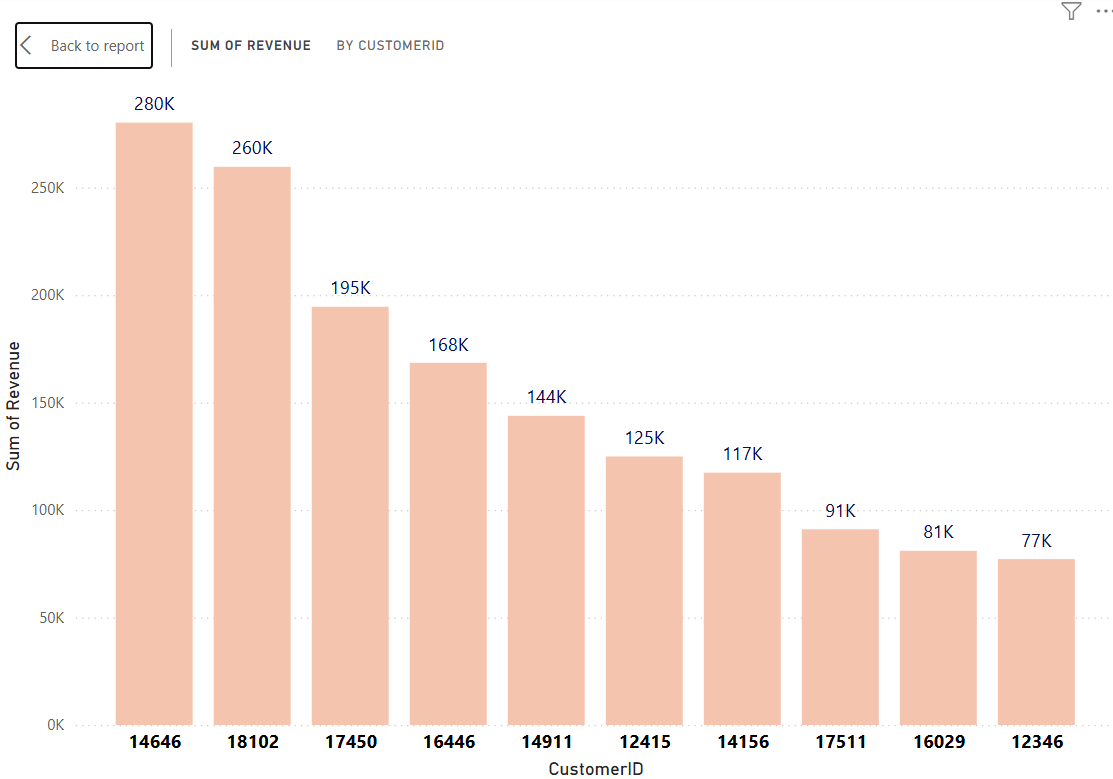 Back to report
SUM OF REVENUE BY CUSTOMERID
280K
260K
250K
195K
200K
168K
144K
150K
125K
117K
100K
91K
81K
77K
50K
0K
Sum of Revenue
14646 18102 17450 16446 14911 12415 14156 17511 16029 12346
CustomerID